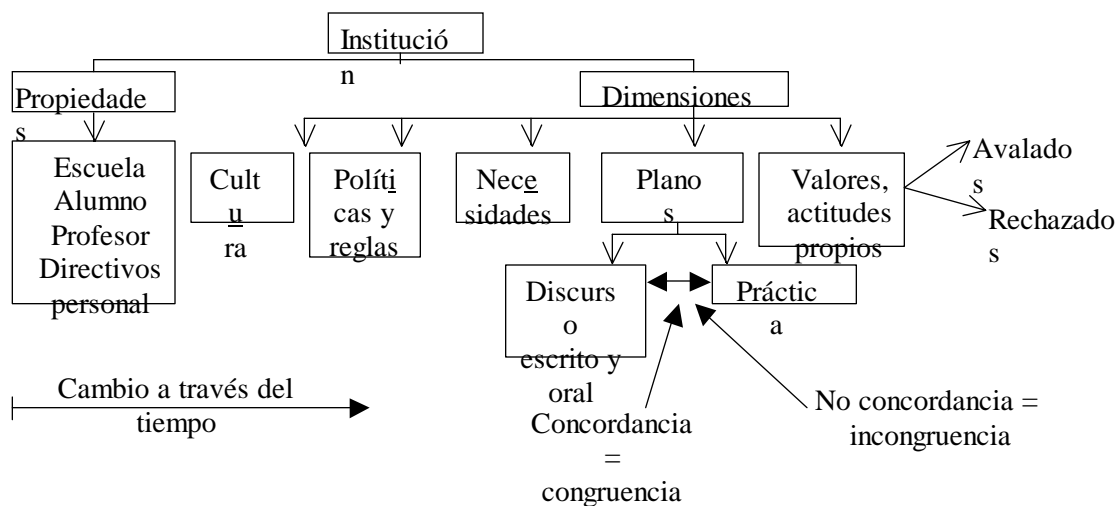 Institució
n
Propiedade
s
Dimensiones
Escuela
Alumno
Profesor
Directivos
personal
Cult
u
ra
Políti
cas y
reglas
Nece
sidades
Plano
s
Valores,
actitudes
propios
Avalado
s
Rechazado
s
Discurs
o
escrito y
oral
Práctic
a
Cambio a través del
tiempo
Concordancia
=
congruencia
No concordancia =
incongruencia